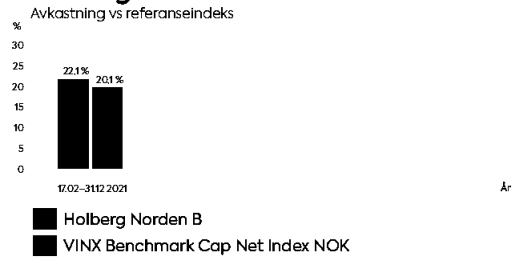 Avkastning vs referanseindeks
%
30
25
20
15
10
5
0
22,1 % 20,1 %
17.02–31.12 2021
År
Holberg Norden B
VINX Benchmark Cap Net Index NOK